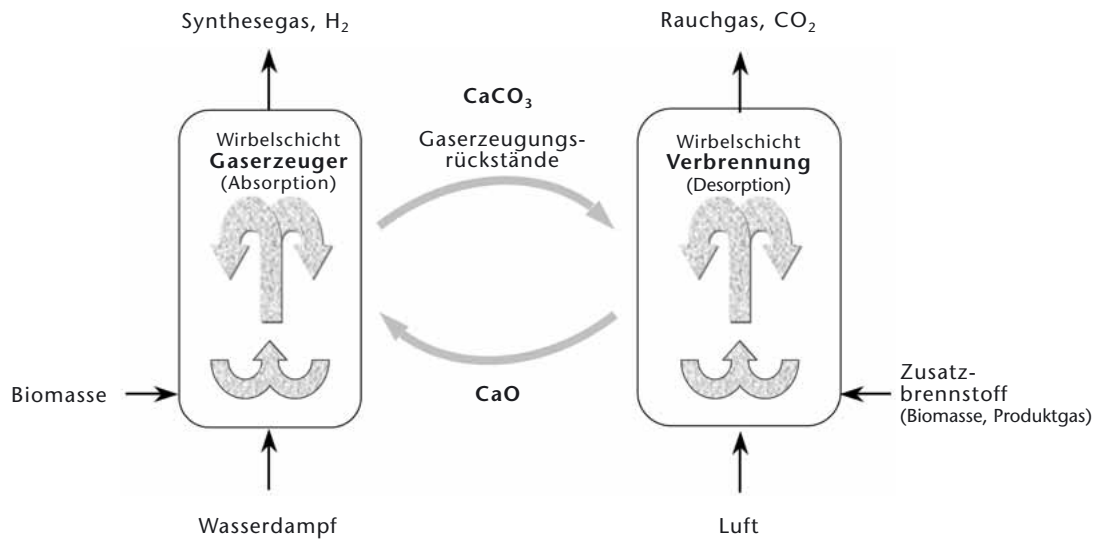 Synthesegas, H₂
Rauchgas, CO₂
CaCO₃
Gaserzeugungs-
rückstände
Wirbelschicht
Gaserzeuger
(Absorption)
Wirbelschicht
Verbrennung
(Desorption)
Biomasse
CaO
Zusatz-
brennstoff
(Biomasse, Produktgas)
Wasserdampf
Luft